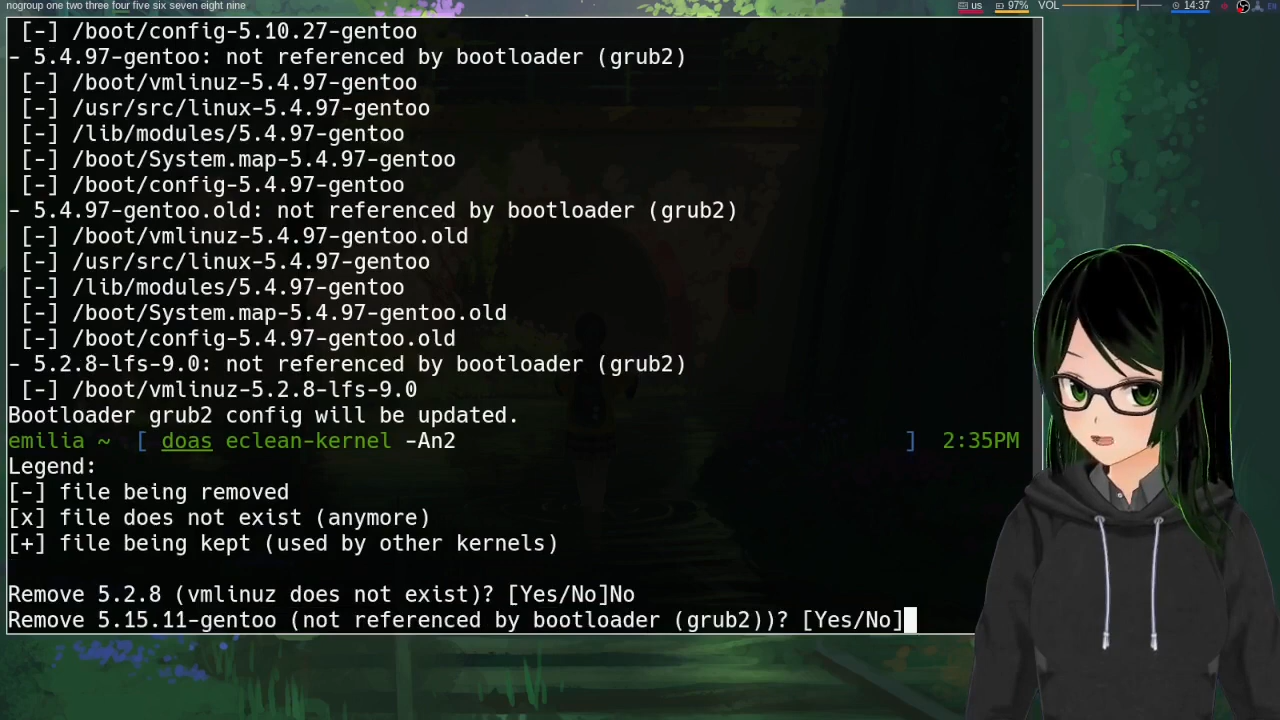 nogroup one two three four five six seven eight nine
us 97% VOL 14:37
[-] /boot/config-5.10.27-gentoo
- 5.4.97-gentoo: not referenced by bootloader (grub2)
[-] /boot/vmlinuz-5.4.97-gentoo
[-] /usr/src/linux-5.4.97-gentoo
[-] /lib/modules/5.4.97-gentoo
[-] /boot/System.map-5.4.97-gentoo
[-] /boot/config-5.4.97-gentoo
- 5.4.97-gentoo.old: not referenced by bootloader (grub2)
[-] /boot/vmlinuz-5.4.97-gentoo.old
[-] /usr/src/linux-5.4.97-gentoo
[-] /lib/modules/5.4.97-gentoo
[-] /boot/System.map-5.4.97-gentoo.old
[-] /boot/config-5.4.97-gentoo.old
- 5.2.8-lfs-9.0: not referenced by bootloader (grub2)
[-] /boot/vmlinuz-5.2.8-lfs-9.0
Bootloader grub2 config will be updated.
emilia ~ [ doas eclean-kernel -An2 ] 2:35PM
Legend:
[-] file being removed
[x] file does not exist (anymore)
[+] file being kept (used by other kernels)
Remove 5.2.8 (vmlinuz does not exist)? [Yes/No]No
Remove 5.15.11-gentoo (not referenced by bootloader (grub2))? [Yes/No]